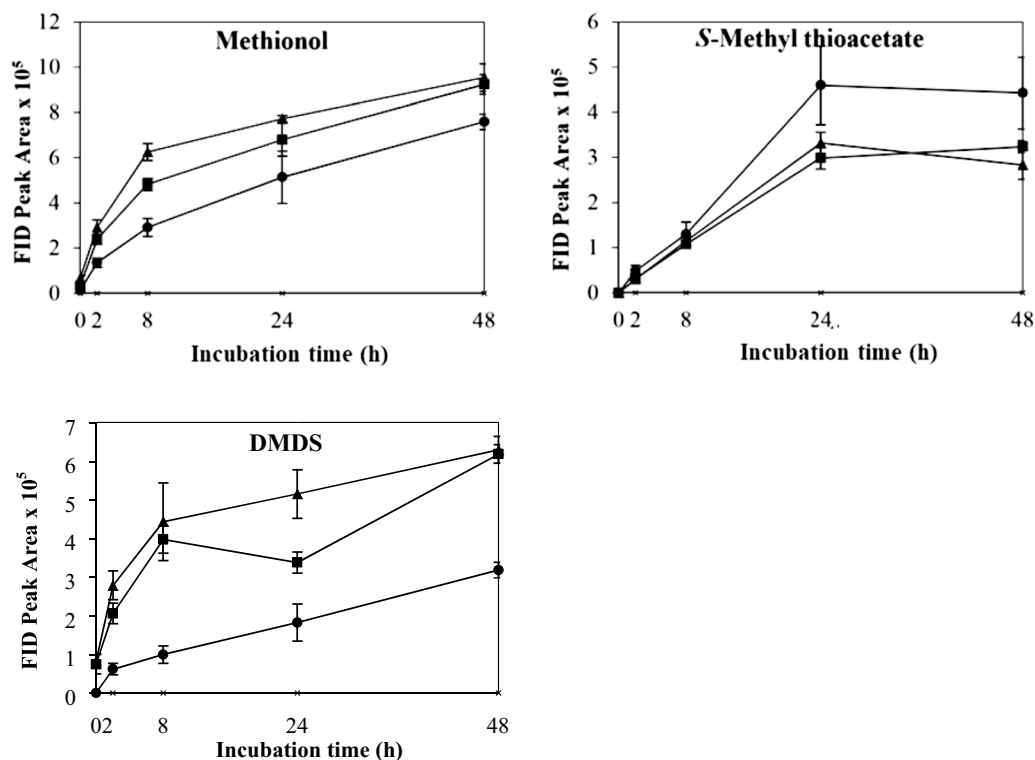 Methionol
FID Peak Area x 10⁵
12
10
8
6
4
2
0
0 2 8 24 48
Incubation time (h)
S-Methyl thioacetate
FID Peak Area x 10⁵
6
5
4
3
2
1
0
0 2 8 24.. 48
Incubation time (h)
DMDS
FID Peak Area x 10⁵
7
6
5
4
3
2
1
0
02 8 24 48
Incubation time (h)